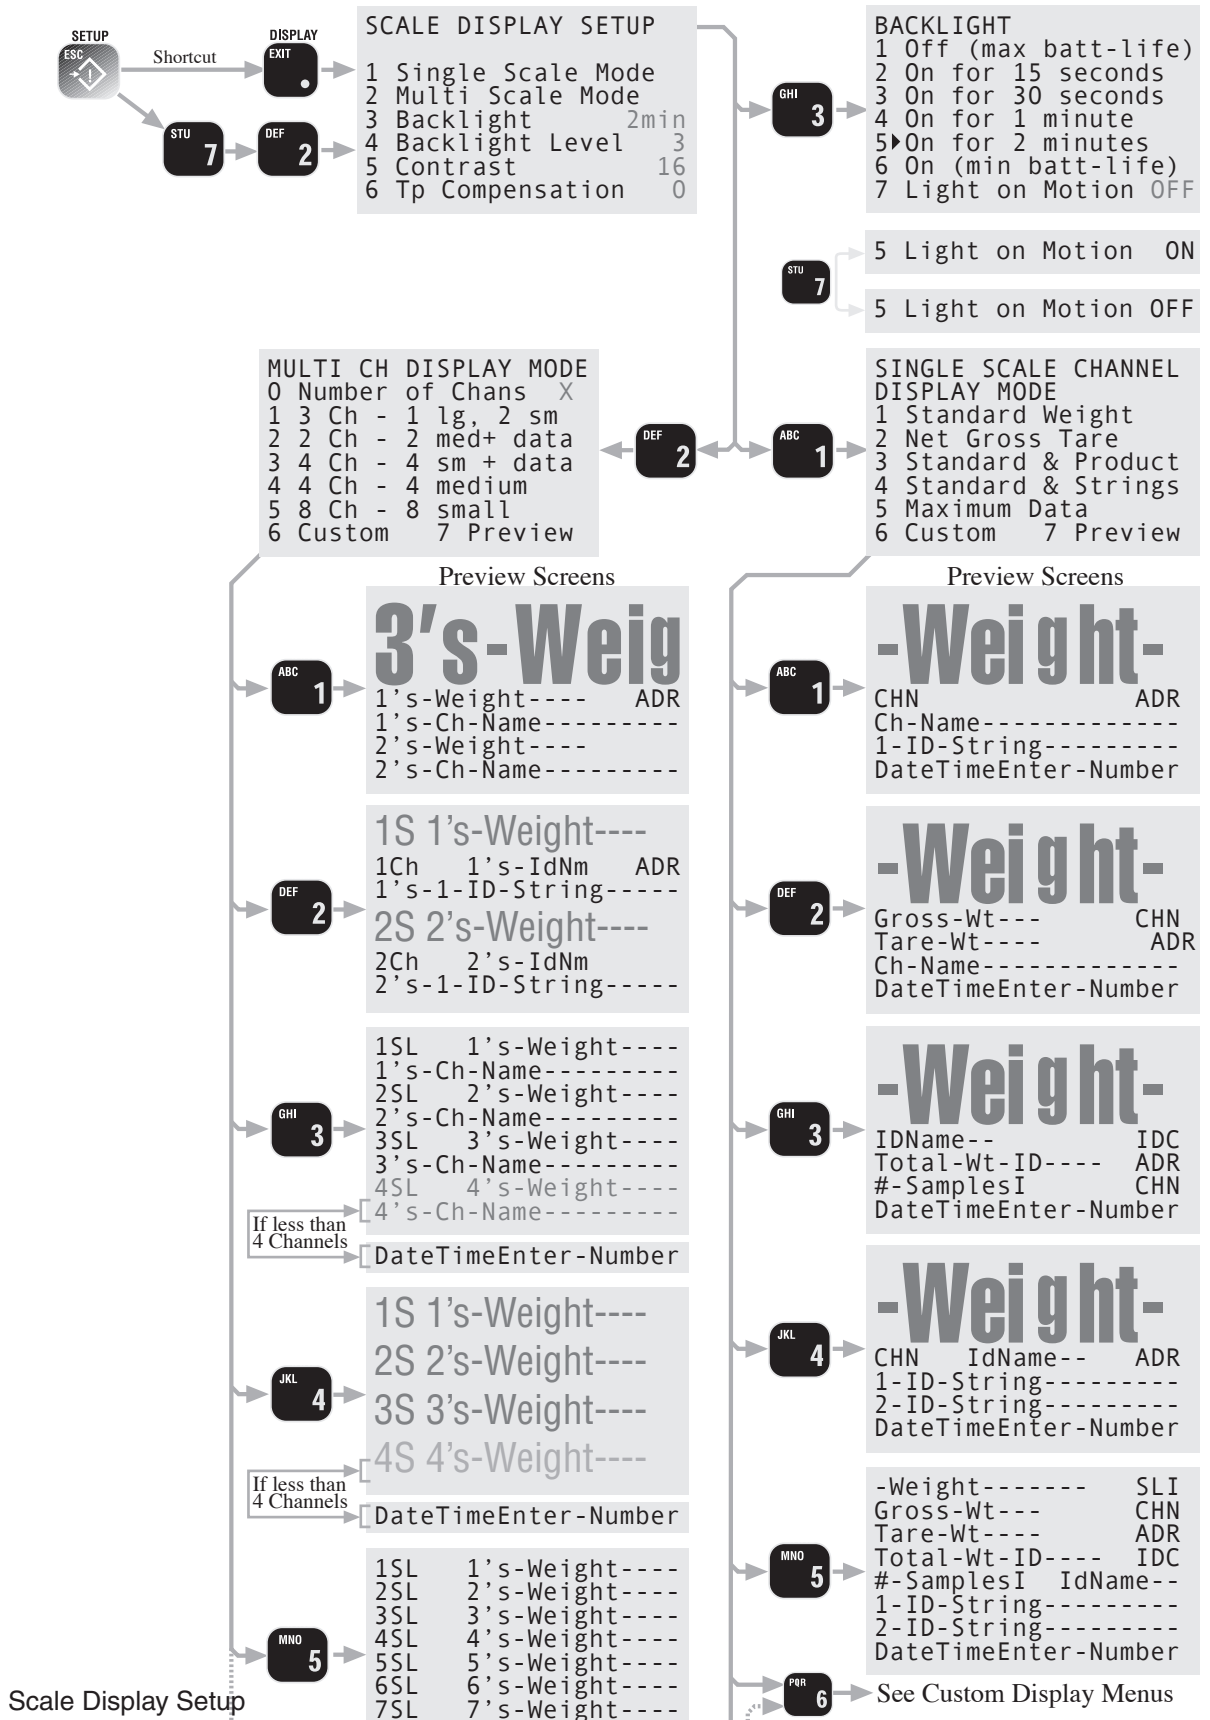 SETUP
ESC
Shortcut
DISPLAY
EXIT
STU
7
DEF
2
SCALE DISPLAY SETUP
1 Single Scale Mode
2 Multi Scale Mode
3 Backlight 2min
4 Backlight Level 3
5 Contrast 16
6 Tp Compensation 0
GHI
3
BACKLIGHT
1 Off (max batt-life)
2 On for 15 seconds
3 On for 30 seconds
4 On for 1 minute
5▶On for 2 minutes
6 On (min batt-life)
7 Light on Motion OFF
STU
7
5 Light on Motion ON
5 Light on Motion OFF
MULTI CH DISPLAY MODE
0 Number of Chans X
1 3 Ch - 1 lg, 2 sm
2 2 Ch - 2 med+ data
3 4 Ch - 4 sm + data
4 4 Ch - 4 medium
5 8 Ch - 8 small
6 Custom 7 Preview
DEF
2
ABC
1
SINGLE SCALE CHANNEL
DISPLAY MODE
1 Standard Weight
2 Net Gross Tare
3 Standard & Product
4 Standard & Strings
5 Maximum Data
6 Custom 7 Preview
Preview Screens
ABC
1
3's-Weig
1's-Weight---- ADR
1's-Ch-Name---------
2's-Weight----
2's-Ch-Name---------
DEF
2
1S 1's-Weight----
1Ch 1's-IdNm ADR
1's-1-ID-String-----
2S 2's-Weight----
2Ch 2's-IdNm
2's-1-ID-String-----
GHI
3
1SL 1's-Weight----
1's-Ch-Name---------
2SL 2's-Weight----
2's-Ch-Name---------
3SL 3's-Weight----
3's-Ch-Name---------
4SL 4's-Weight----
4's-Ch-Name---------
If less than
4 Channels
DateTimeEnter-Number
JKL
4
1S 1's-Weight----
2S 2's-Weight----
3S 3's-Weight----
4S 4's-Weight----
If less than
4 Channels
DateTimeEnter-Number
MNO
5
1SL 1's-Weight----
2SL 2's-Weight----
3SL 3's-Weight----
4SL 4's-Weight----
5SL 5's-Weight----
6SL 6's-Weight----
7SL 7's-Weight----
Preview Screens
ABC
1
-Weight-
CHN ADR
Ch-Name-------------
1-ID-String---------
DateTimeEnter-Number
DEF
2
-Weight-
Gross-Wt--- CHN
Tare-Wt---- ADR
Ch-Name-------------
DateTimeEnter-Number
GHI
3
-Weight-
IDName-- IDC
Total-Wt-ID---- ADR
#-SamplesI CHN
DateTimeEnter-Number
JKL
4
-Weight-
CHN IdName-- ADR
1-ID-String---------
2-ID-String---------
DateTimeEnter-Number
MNO
5
-Weight------- SLI
Gross-Wt--- CHN
Tare-Wt---- ADR
Total-Wt-ID---- IDC
#-SamplesI IdName--
1-ID-String---------
2-ID-String---------
DateTimeEnter-Number
PQR
6
See Custom Display Menus
Scale Display Setup